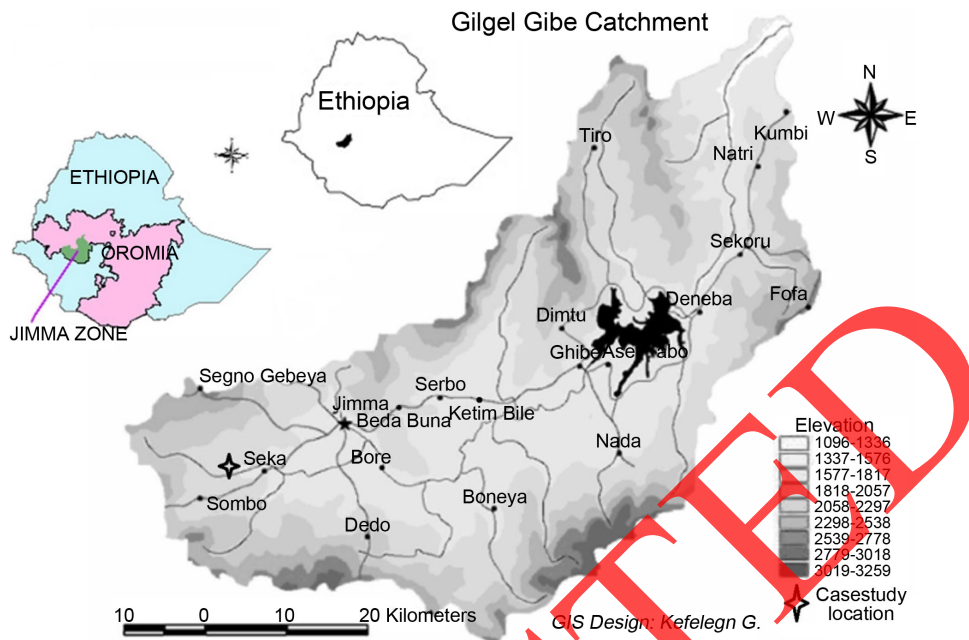 Gilgel Gibe Catchment
N
W E
S
Ethiopia
ETHIOPIA
OROMIA
JIMMA ZONE
Tiro
Kumbi
Natri
Sekoru
Deneba
Fofa
Dimtu
Ghibe
Segno Gebeya
Serbo
Jimma
Beda Buna
Ketim Bile
Nada
Seka
Bore
Sombo
Boneya
Dedo
Elevation
1096-1336
1337-1576
1577-1817
1818-2057
2058-2297
2298-2538
2539-2778
2779-3018
3019-3259
Casestudy
location
10 0 10 20 Kilometers
GIS Design: Kefelegn G.
TED